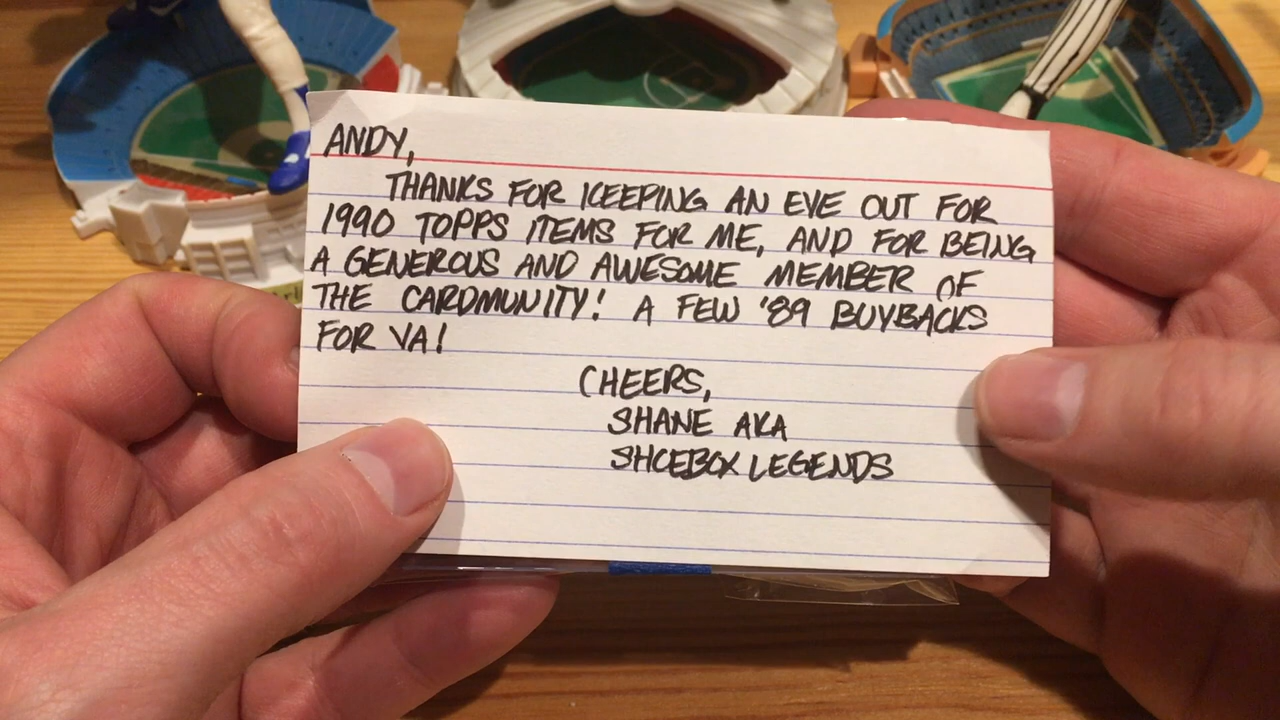 ANDY,
THANKS FOR KEEPING AN EYE OUT FOR
1990 TOPPS ITEMS FOR ME, AND FOR BEING
A GENEROUS AND AWESOME MEMBER OF
THE CARDMUNITY! A FEW '89 BUYBACKS
FOR YA!
CHEERS,
SHANE AKA
SHOEBOX LEGENDS